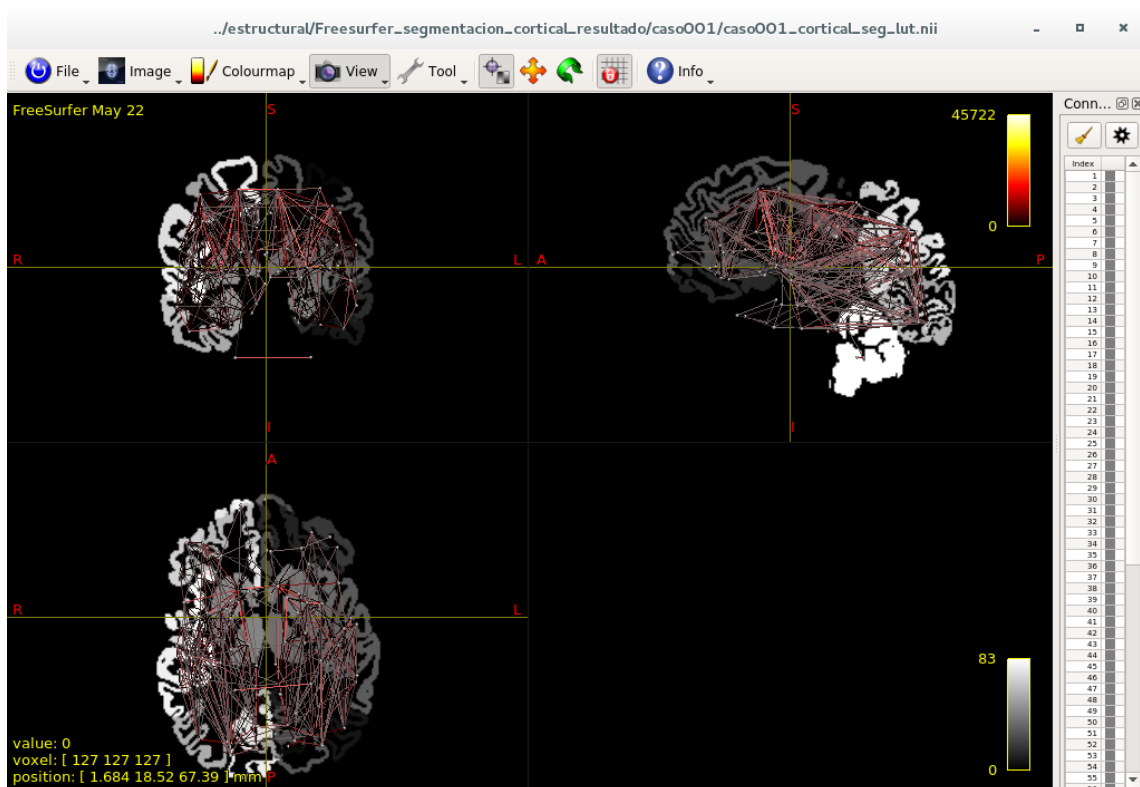 ../estructural/Freesurfer_segmentacion_cortical_resultado/caso001/caso001_cortical_seg_lut.nii
File Image Colourmap View Tool Info
FreeSurfer May 22
S
R
L
I
S
45722
0
A
P
I
Conn...
Index
1
2
3
4
5
6
7
8
9
10
11
12
13
14
15
16
17
18
19
20
21
22
23
24
25
26
27
28
29
30
31
32
33
34
35
36
37
38
39
40
41
42
43
44
45
46
47
48
49
50
51
52
53
54
55
A
R
L
P
83
0
value: 0
voxel: [ 127 127 127 ]
position: [ 1.684 18.52 67.39 ] mm